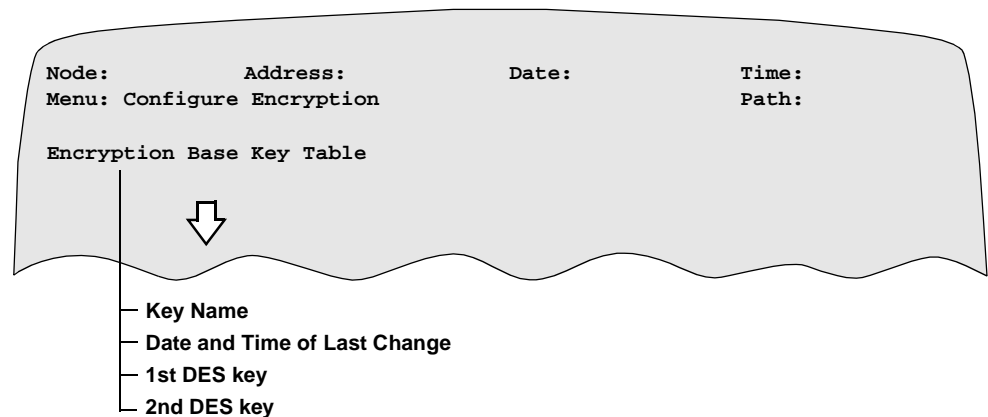 Node: Address: Date: Time:
Menu: Configure Encryption Path:
Encryption Base Key Table
Key Name
Date and Time of Last Change
1st DES key
2nd DES key